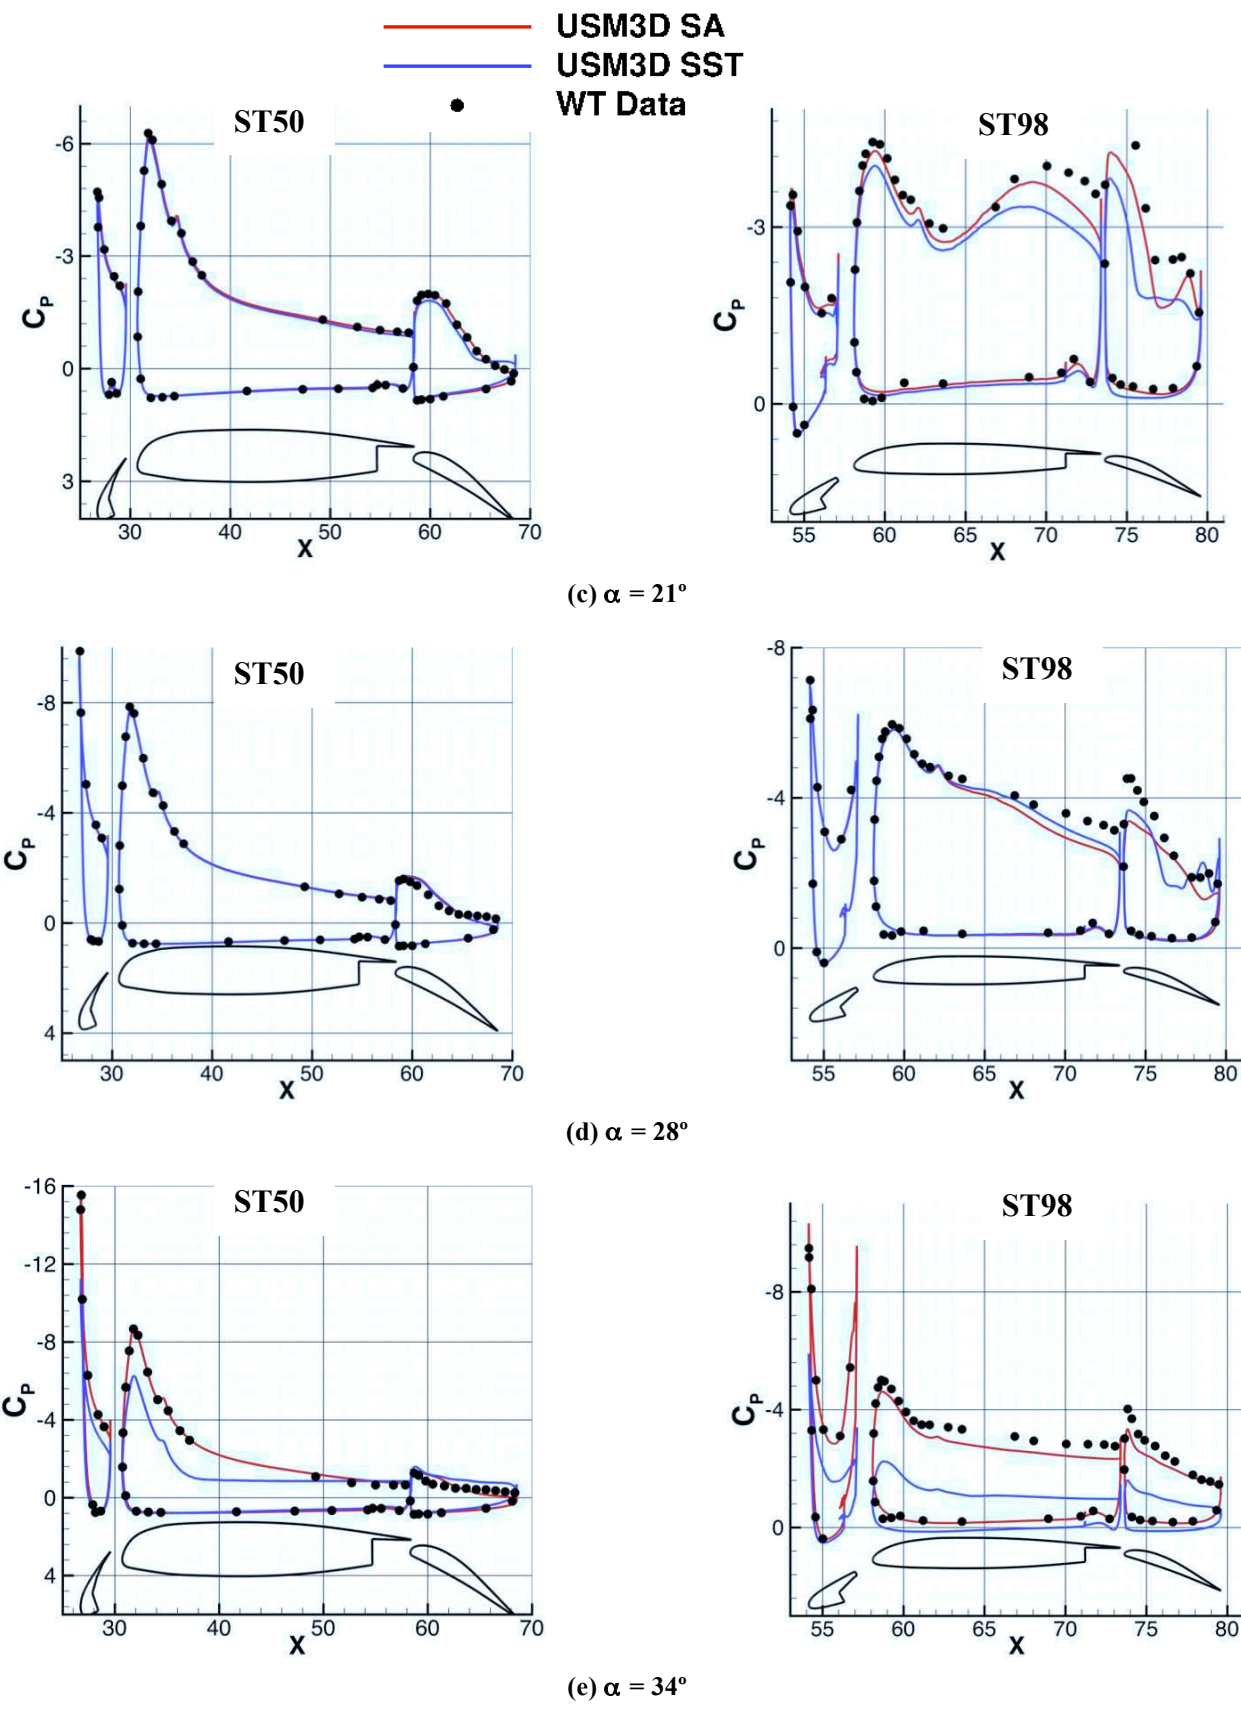 USM3D SA
USM3D SST
WT Data
ST50
ST98
-6
-3
0
3
C_P
30 40 50 60 70
X
-3
0
C_P
55 60 65 70 75 80
X
(c) α = 21º
ST50
ST98
-8
-4
0
4
C_P
30 40 50 60 70
X
-8
-4
0
C_P
55 60 65 70 75 80
X
(d) α = 28º
ST50
ST98
-16
-12
-8
-4
0
4
C_P
30 40 50 60 70
X
-8
-4
0
C_P
55 60 65 70 75 80
X
(e) α = 34º